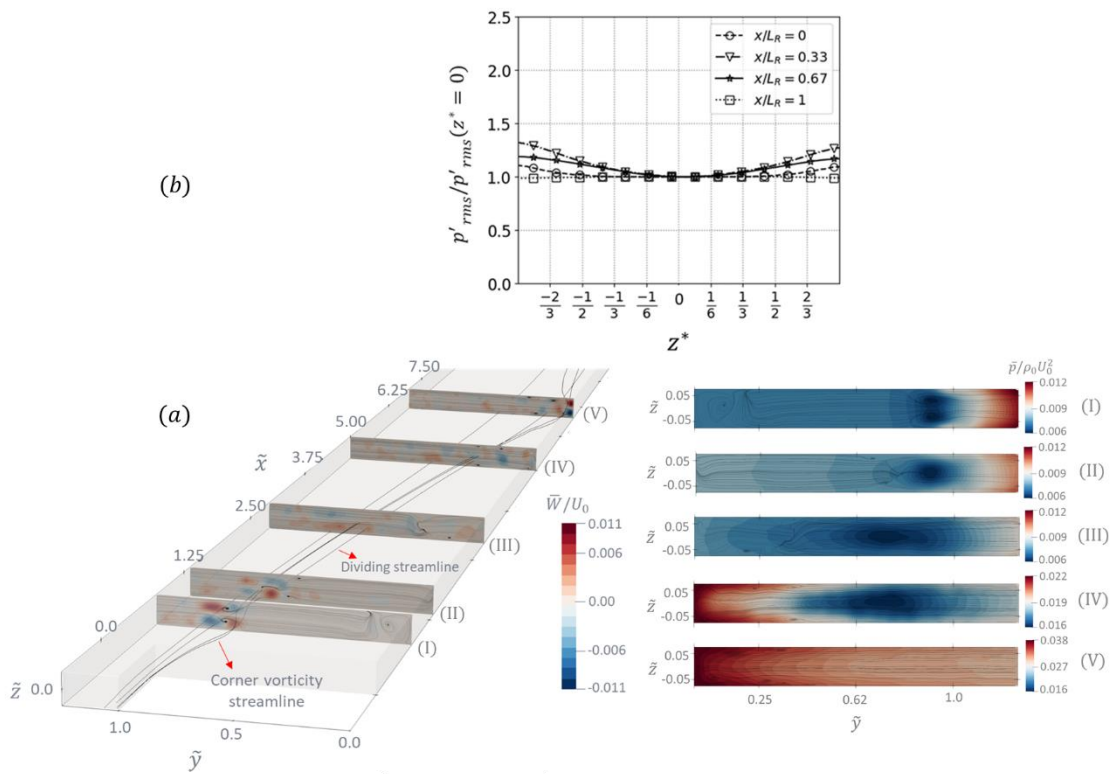 (b)
p'rms/p'rms(z* = 0)
2.5
2.0
1.5
1.0
0.5
0.0
x/L_R = 0
x/L_R = 0.33
x/L_R = 0.67
x/L_R = 1
-2/3 -1/2 -1/3 -1/6 0 1/6 1/3 1/2 2/3
z*
(a)
7.50
6.25
5.00
3.75
2.50
1.25
0.0
x̃
(V)
(IV)
(III)
(II)
(I)
Dividing streamline
Corner vorticity
streamline
z̃ 0.0
1.0 0.5 0.0
ỹ
W̄/U₀
0.011
0.006
0.00
-0.006
-0.011
p̄/ρ₀U₀²
z̃ 0.05 -0.05 0.012 0.009 0.006 (I)
z̃ 0.05 -0.05 0.012 0.009 0.006 (II)
z̃ 0.05 -0.05 0.012 0.009 0.006 (III)
z̃ 0.05 -0.05 0.022 0.019 0.016 (IV)
z̃ 0.05 -0.05 0.038 0.027 0.016 (V)
0.25 0.62 1.0
ỹ